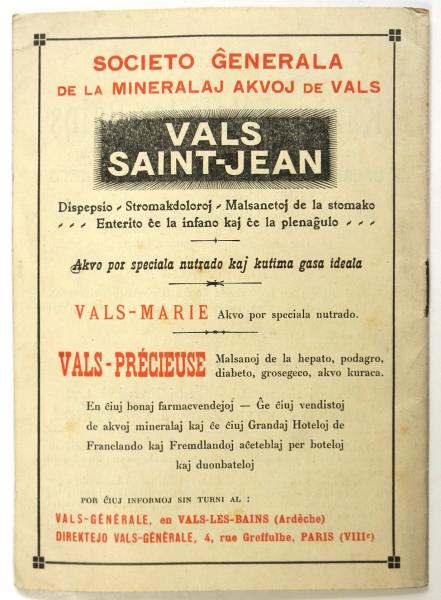 SOCIETO ĜENERALA
DE LA MINERALAJ AKVOJ DE VALS
VALS
SAINT-JEAN
Dispepsio - Stromakdoloroj - Malsanetoj de la stomako
Enterito ĉe la infano kaj ĉe la plenaĝulo
Akvo por speciala nutrado kaj kutima gasa ideala
VALS-MARIE Akvo por speciala nutrado.
VALS-PRÉCIEUSE Malsanoj de la hepato, podagro,
diabeto, grosegeco, akvo kuraca.
En ĉiuj bonaj farmacvendejoj — Ĝe ĉiuj vendistoj
de akvoj mineralaj kaj ĉe ĉiuj Grandaj Hoteloj de
Franclando kaj Fremdlandoj aĉeteblaj per boteloj
kaj duonbateloj
POR ĈIUJ INFORMOJ SIN TURNI AL :
VALS-GÉNÉRALE, en VALS-LES-BAINS (Ardèche)
DIREKTEJO VALS-GÉNÉRALE, 4, rue Greffulhe, PARIS (VIIIe)